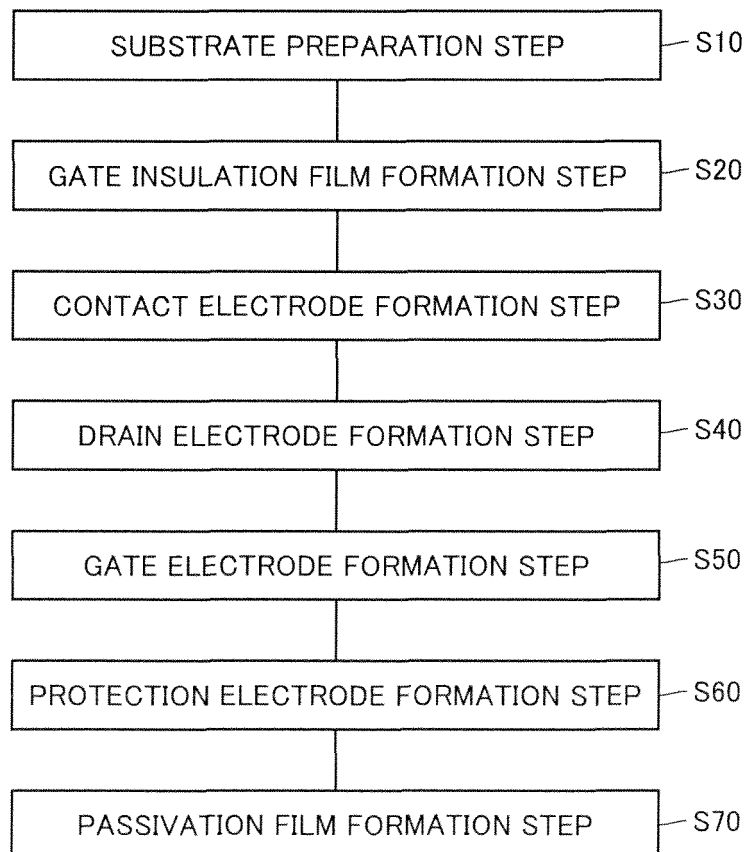 SUBSTRATE PREPARATION STEP S10
GATE INSULATION FILM FORMATION STEP S20
CONTACT ELECTRODE FORMATION STEP S30
DRAIN ELECTRODE FORMATION STEP S40
GATE ELECTRODE FORMATION STEP S50
PROTECTION ELECTRODE FORMATION STEP S60
PASSIVATION FILM FORMATION STEP S70